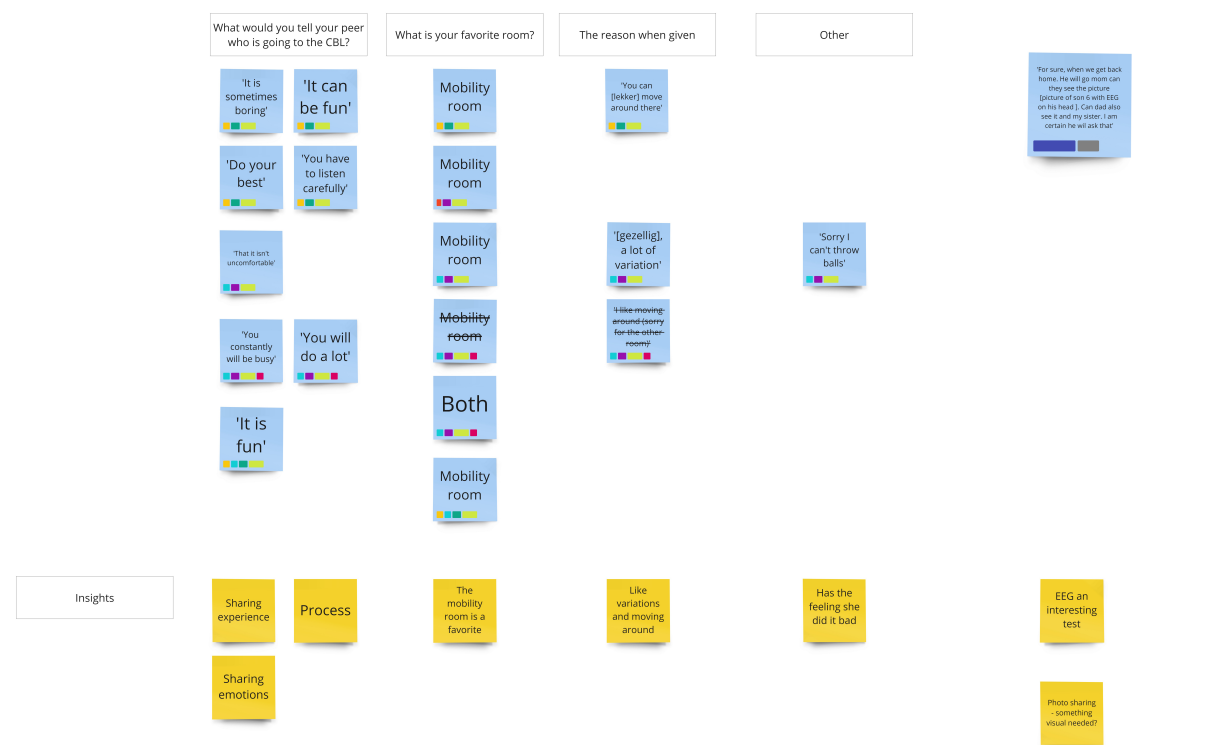 What would you tell your peer
who is going to the CBL?
What is your favorite room?
The reason when given
Other
'It is
sometimes
boring'
'It can
be fun'
Mobility
room
'You can
[lekker] move
around there'
'For sure, when we get back
home. He will go mom can
they see the picture
[picture of son 6 with EEG
on his head ]. Can dad also
see it and my sister. I am
certain he wil ask that'
'Do your
best'
'You have
to listen
carefully'
Mobility
room
'That it isn't
uncomfortable'
Mobility
room
'[gezellig],
a lot of
variation'
'Sorry I
can't throw
balls'
'You
constantly
will be busy'
'You will
do a lot'
Mobility
room
'I like moving
around (sorry
for the other
room)'
'It is
fun'
Both
Mobility
room
Insights
Sharing
experience
Process
The
mobility
room is a
favorite
Like
variations
and moving
around
Has the
feeling she
did it bad
EEG an
interesting
test
Sharing
emotions
Photo sharing
- something
visual needed?